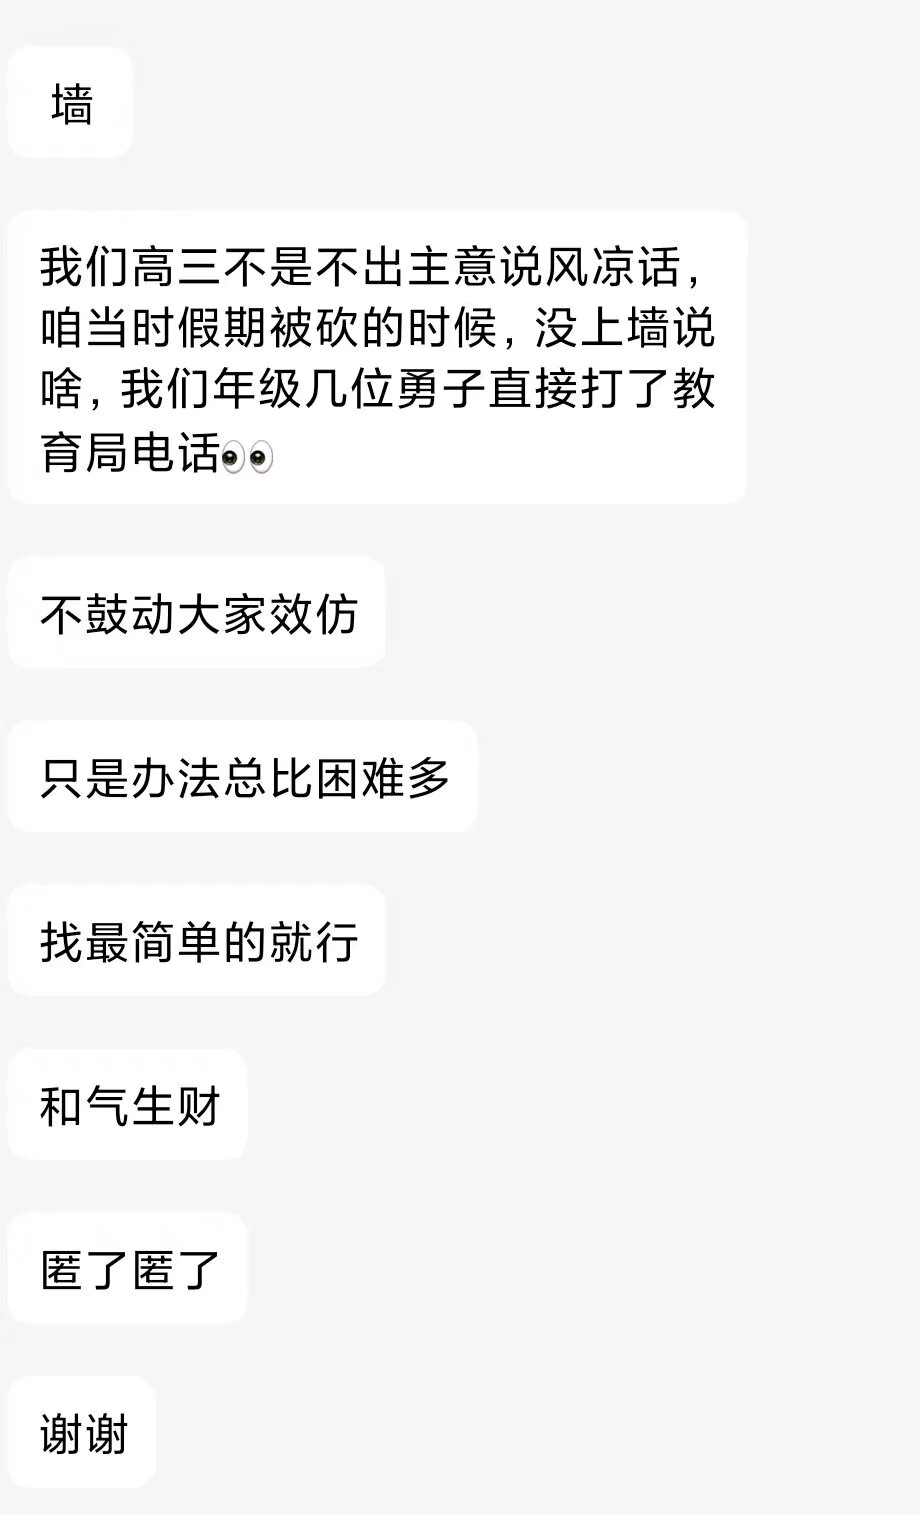 墙
我们高三不是不出主意说风凉话，
咱当时假期被砍的时候，没上墙说
啥，我们年级几位勇子直接打了教
育局电话👀
不鼓动大家效仿
只是办法总比困难多
找最简单的就行
和气生财
匿了匿了
谢谢